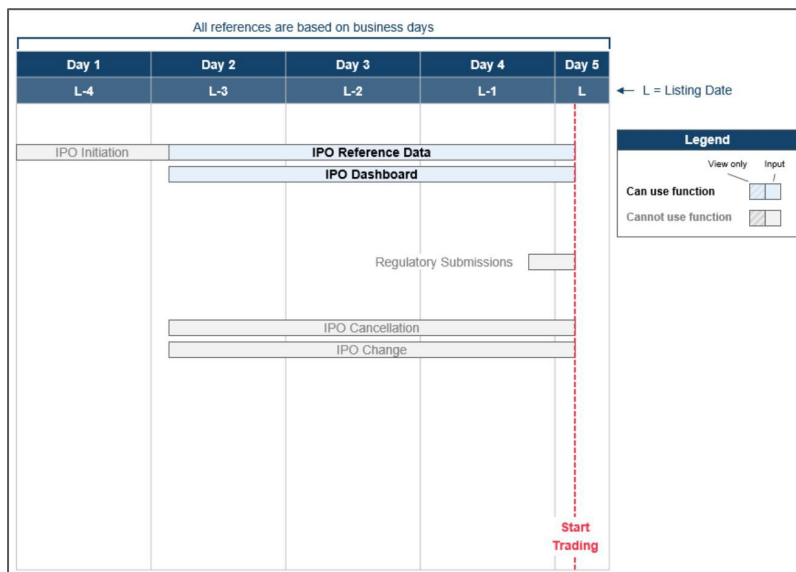 All references are based on business days
Day 1 Day 2 Day 3 Day 4 Day 5
L-4 L-3 L-2 L-1 L
← L = Listing Date
Legend
View only Input
Can use function
Cannot use function
IPO Initiation IPO Reference Data
IPO Dashboard
Regulatory Submissions
IPO Cancellation
IPO Change
Start
Trading